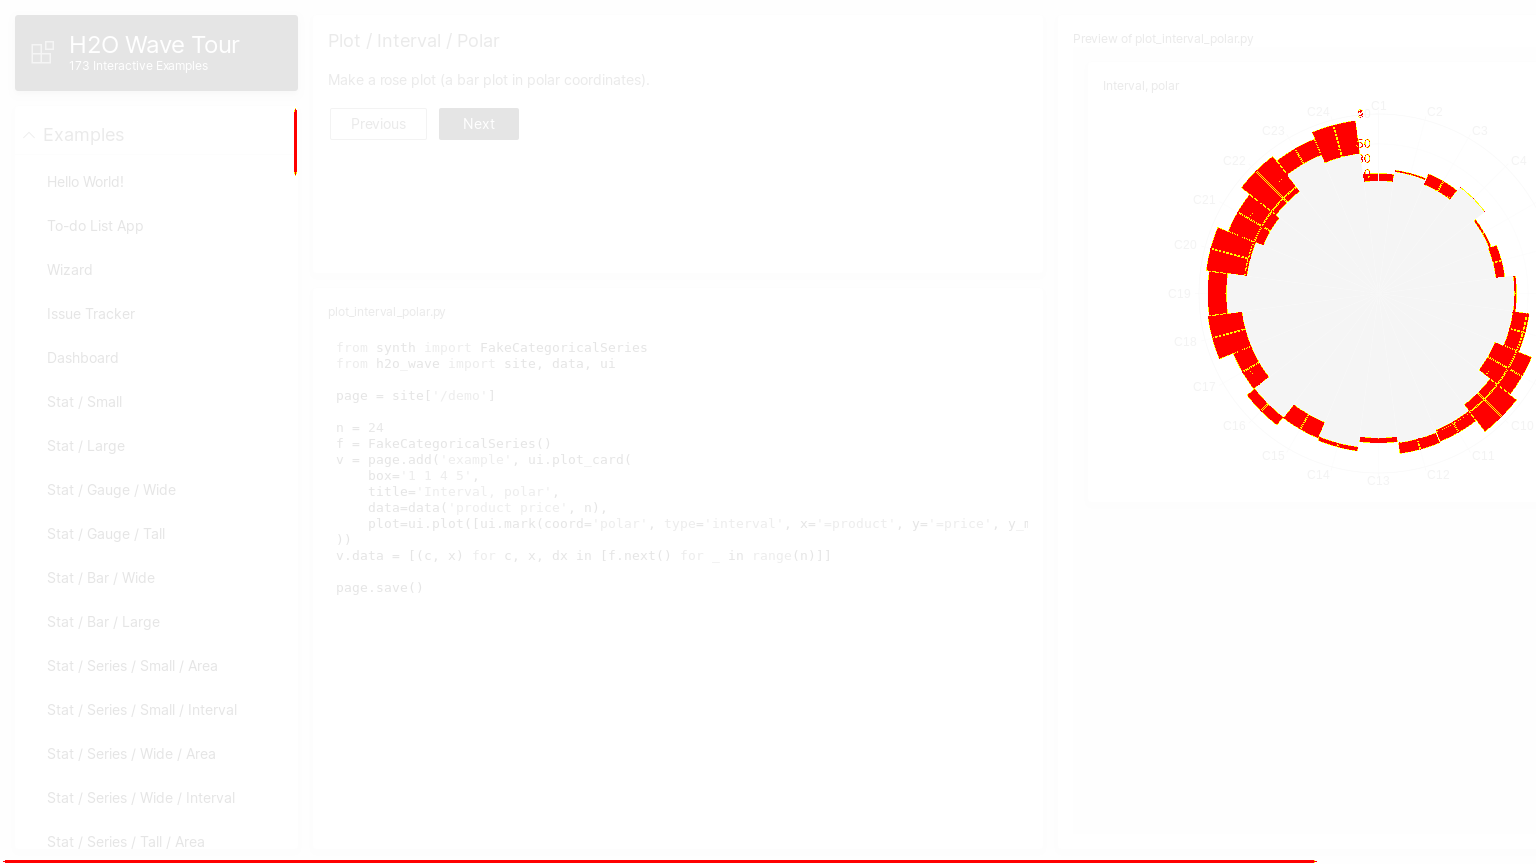 H2O Wave Tour
173 Interactive Examples
Examples
Hello World!
To-do List App
Wizard
Issue Tracker
Dashboard
Stat / Small
Stat / Large
Stat / Gauge / Wide
Stat / Gauge / Tall
Stat / Bar / Wide
Stat / Bar / Large
Stat / Series / Small / Area
Stat / Series / Small / Interval
Stat / Series / Wide / Area
Stat / Series / Wide / Interval
Stat / Series / Tall / Area
Plot / Interval / Polar
Make a rose plot (a bar plot in polar coordinates).
Previous
Next
plot_interval_polar.py
from synth import FakeCategoricalSeries
from h2o_wave import site, data, ui
page = site['/demo']
n = 24
f = FakeCategoricalSeries()
v = page.add('example', ui.plot_card(
box='1 1 4 5',
title='Interval, polar',
data=data('product price', n),
plot=ui.plot([ui.mark(coord='polar', type='interval', x='=product', y='=price', y_m
))
v.data = [(c, x) for c, x, dx in [f.next() for _ in range(n)]]
page.save()
Preview of plot_interval_polar.py
Interval, polar
C1
C2
C3
C4
C10
C11
C12
C13
C14
C15
C16
C17
C18
C19
C20
C21
C22
C23
C24